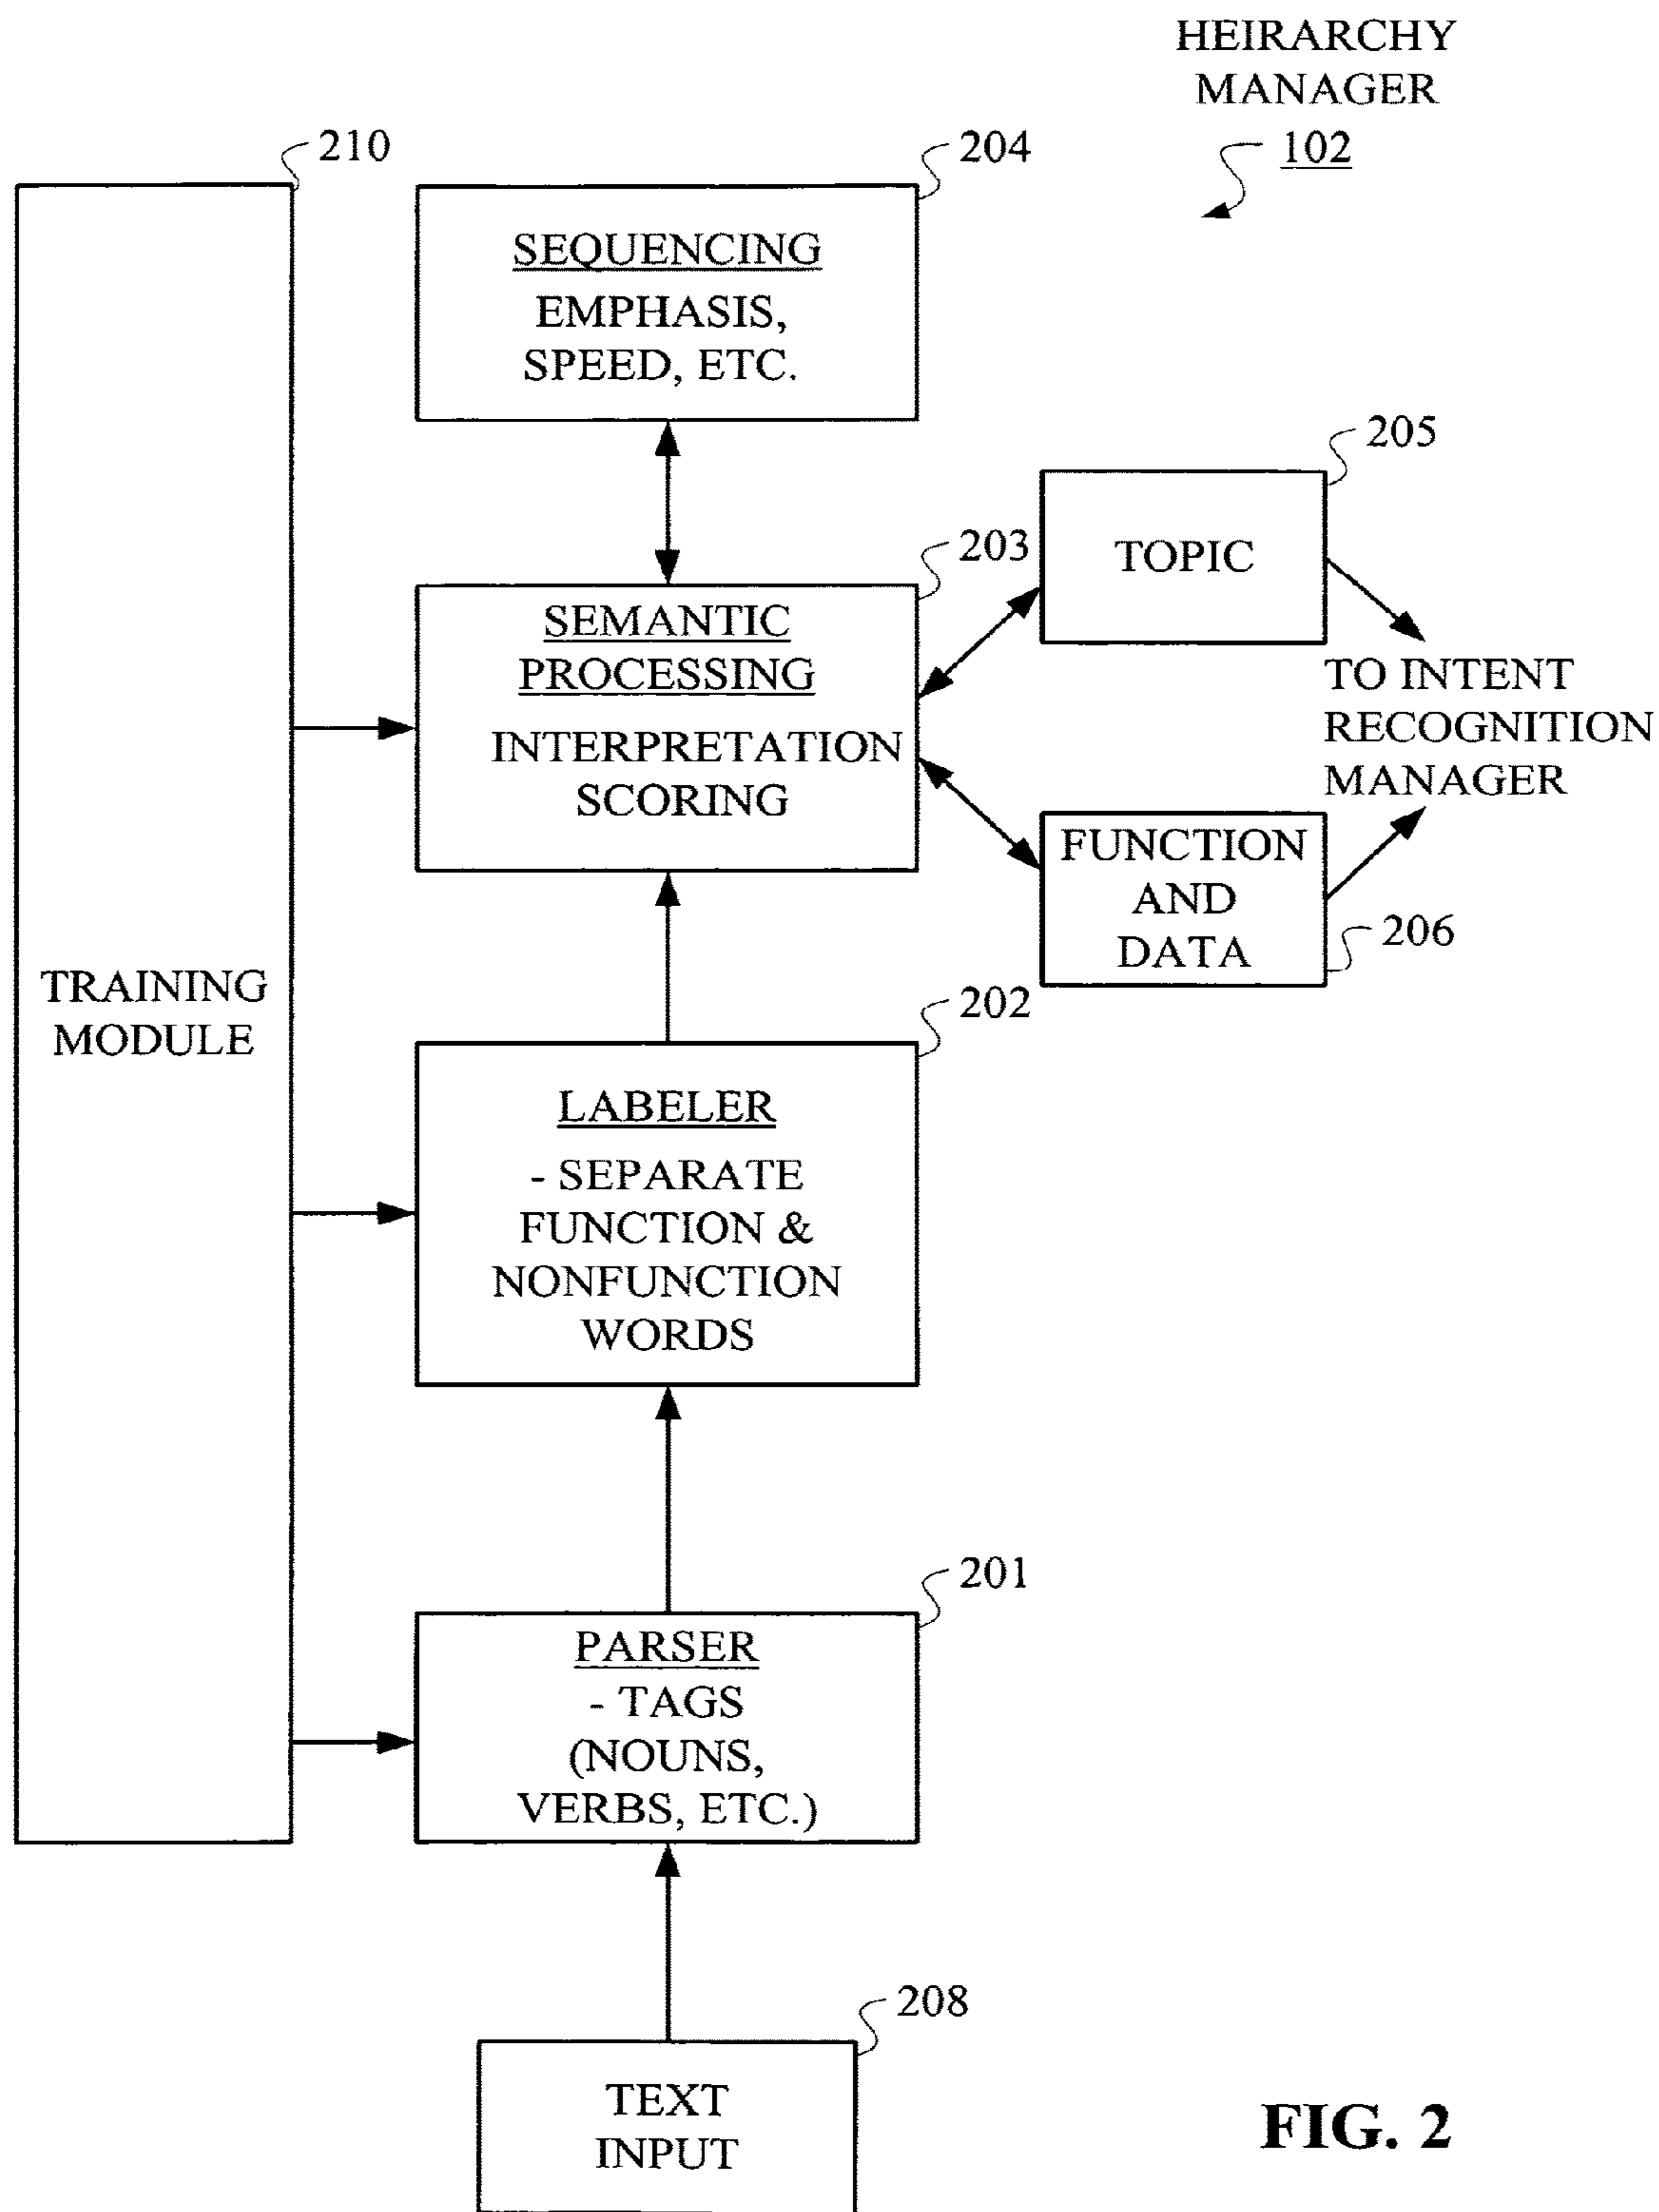 HEIRARCHY
MANAGER
102
210
204
SEQUENCING
EMPHASIS,
SPEED, ETC.
205
TOPIC
203
SEMANTIC
PROCESSING
INTERPRETATION
SCORING
TO INTENT
RECOGNITION
MANAGER
FUNCTION
AND
DATA
206
TRAINING
MODULE
202
LABELER
- SEPARATE
FUNCTION &
NONFUNCTION
WORDS
201
PARSER
- TAGS
(NOUNS,
VERBS, ETC.)
208
TEXT
INPUT
FIG. 2